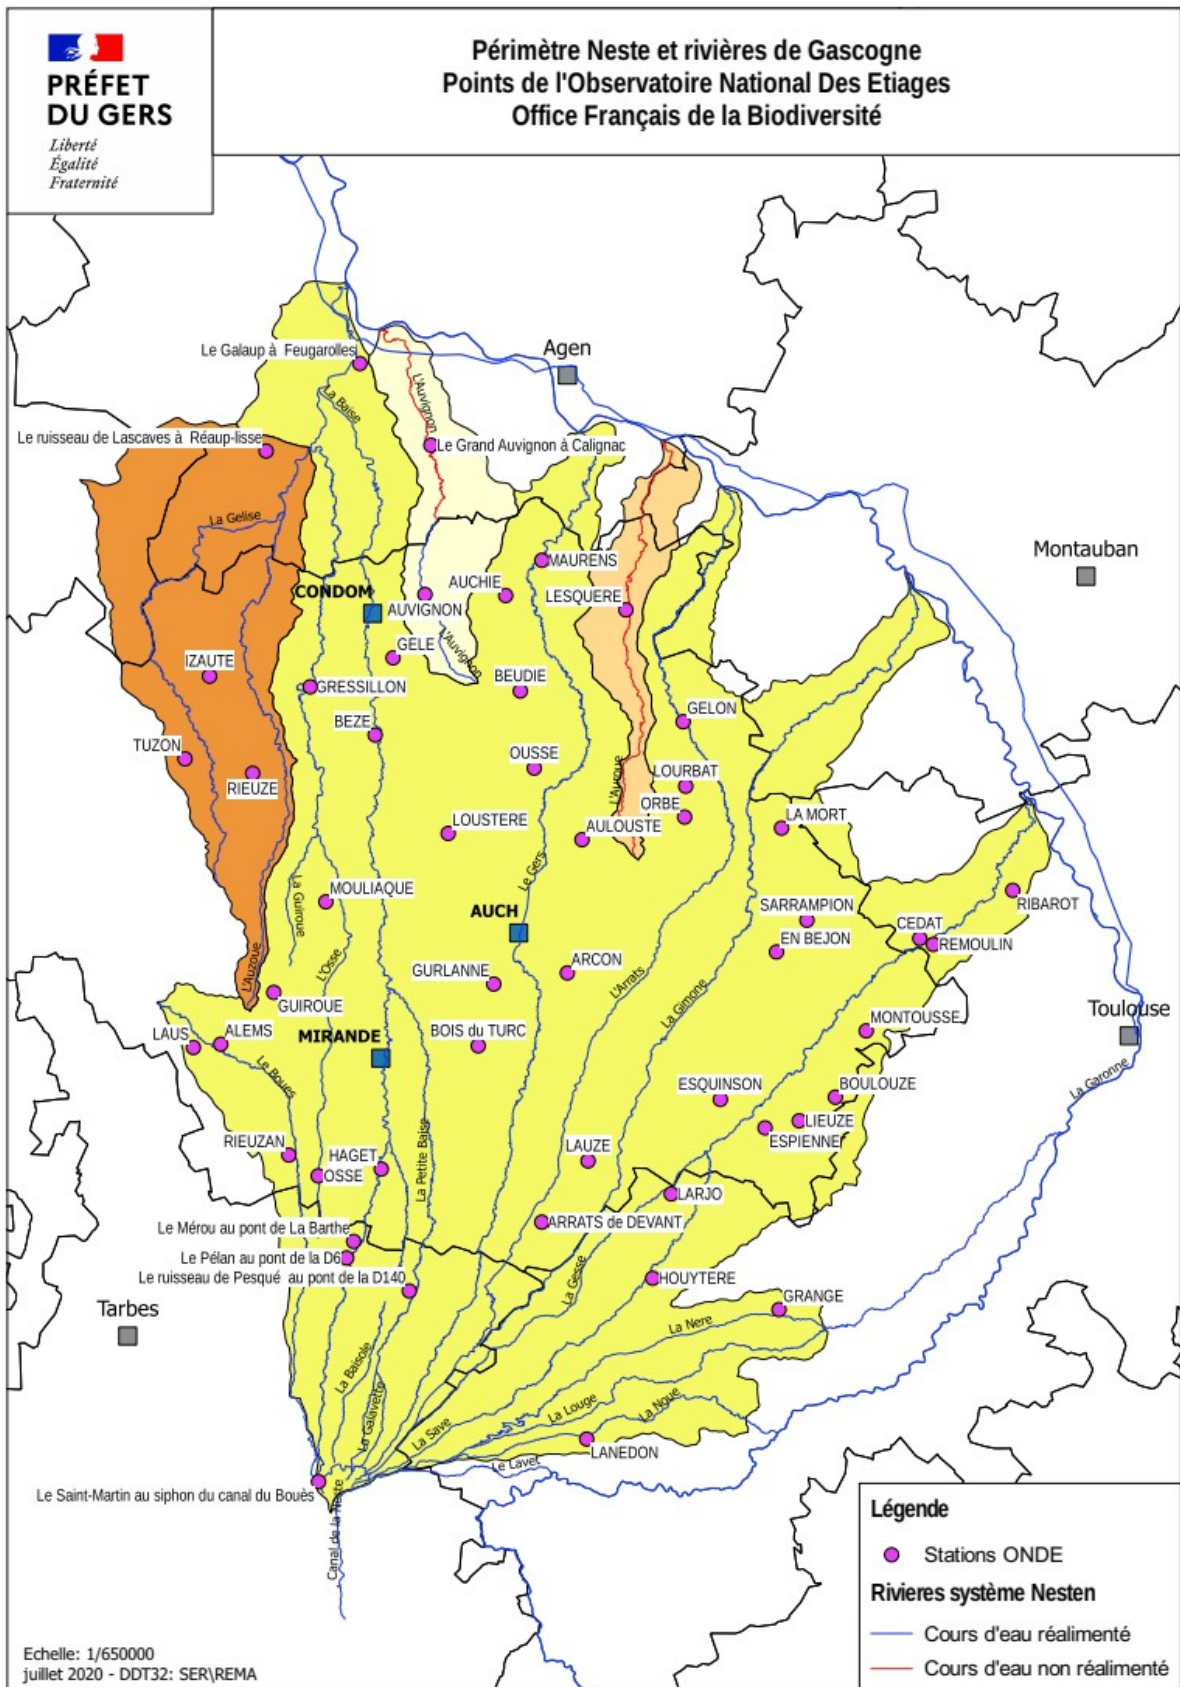 PRÉFET
DU GERS
Liberté
Égalité
Fraternité
Périmètre Neste et rivières de Gascogne
Points de l'Observatoire National Des Etiages
Office Français de la Biodiversité
Le Galaup à Feugarolles
Agen
La Baise
L'Auvignon
Le ruisseau de Lascaves à Réaup-lisse
Le Grand Auvignon à Calignac
La Gelise
MAURENS
Montauban
CONDOM
AUCHIE
AUVIGNON
LESQUERE
L'Auvignon
GELE
IZAUTE
GRESSILLON
BEUDIE
BEZE
GELON
TUZON
OUSSE
RIEUZE
L'Auroue
LOURBAT
ORBE
LOUSTERE
AULOUSTE
LA MORT
Le Gers
La Guiroue
MOULIAQUE
RIBAROT
AUCH
SARRAMPION
CEDAT
EN BEJON
REMOULIN
L'Auzoue
L'Osse
GURLANNE
ARCON
L'Arrats
La Gimone
GUIROUE
MONTOUSSE
Toulouse
LAUS
ALEMS
MIRANDE
BOIS du TURC
Le Boues
La Garonne
ESQUINSON
BOULOUZE
LIEUZE
ESPIENNE
La Petite Baise
RIEUZAN
HAGET
LAUZE
OSSE
LARJO
Le Mérou au pont de La Barthe
ARRATS de DEVANT
Le Pélan au pont de la D6
Le ruisseau de Pesqué au pont de la D140
La Gesse
HOUYTERE
GRANGE
Tarbes
La Nere
La Baisole
La Galavette
La Save
La Louge
La Noue
LANEDON
Le Lavet
Le Saint-Martin au siphon du canal du Bouès
Canal de la Neste
Légende
Stations ONDE
Rivieres système Nesten
Cours d'eau réalimenté
Cours d'eau non réalimenté
Echelle: 1/650000
juillet 2020 - DDT32: SER\REMA